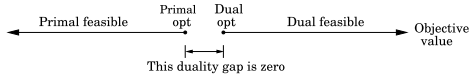 Primal feasible
Primal
opt
Dual
opt
Dual feasible
Objective
value
This duality gap is zero